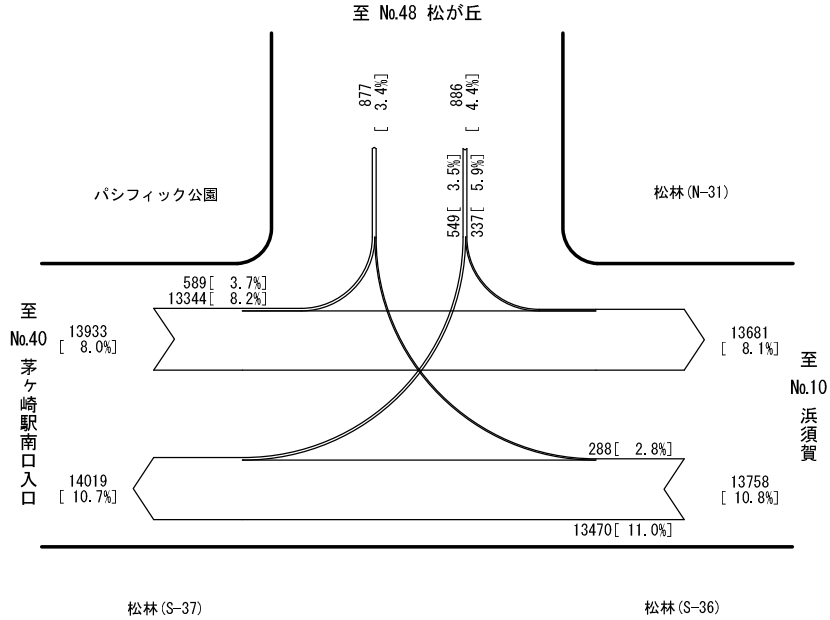 至 No.48 松が丘
877
[ 3.4%]
886
[ 4.4%]
549[ 3.5%]
337[ 5.9%]
パシフィック公園
松林(N-31)
589[ 3.7%]
13344[ 8.2%]
至 No.40 茅ヶ崎駅南口入口
13933
[ 8.0%]
13681
[ 8.1%]
至 No.10 浜須賀
288[ 2.8%]
14019
[ 10.7%]
13758
[ 10.8%]
13470[ 11.0%]
松林(S-37)
松林(S-36)